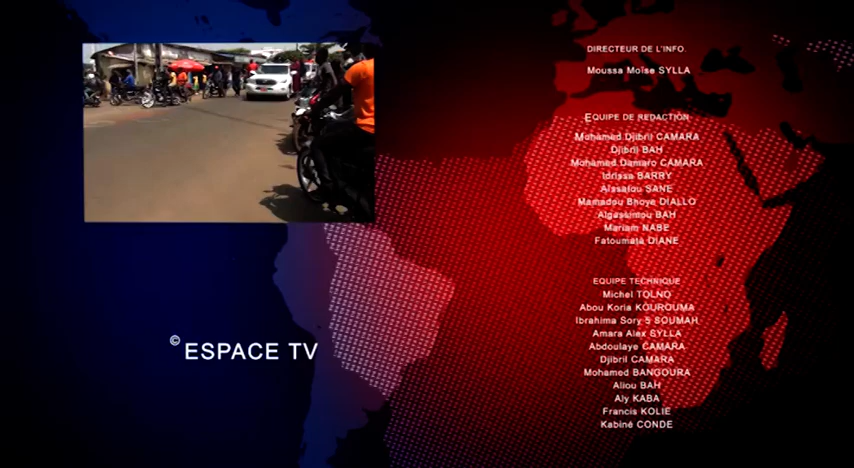 DIRECTEUR DE L'INFO.
Moussa Moïse SYLLA
EQUIPE DE REDACTION
Mohamed Djibril CAMARA
Djibril BAH
Mohamed Damaro CAMARA
Idrissa BARRY
Aissatou SANE
Mamadou Bhoye DIALLO
Algassimou BAH
Mariam NABE
Fatoumata DIANE
EQUIPE TECHNIQUE
Michel TOLNO
Abou Koria KOUROUMA
Ibrahima Sory 5 SOUMAH
Amara Alex SYLLA
Abdoulaye CAMARA
Djibril CAMARA
Mohamed BANGOURA
Aliou BAH
Aly KABA
Francis KOLIE
Kabiné CONDE
© ESPACE TV